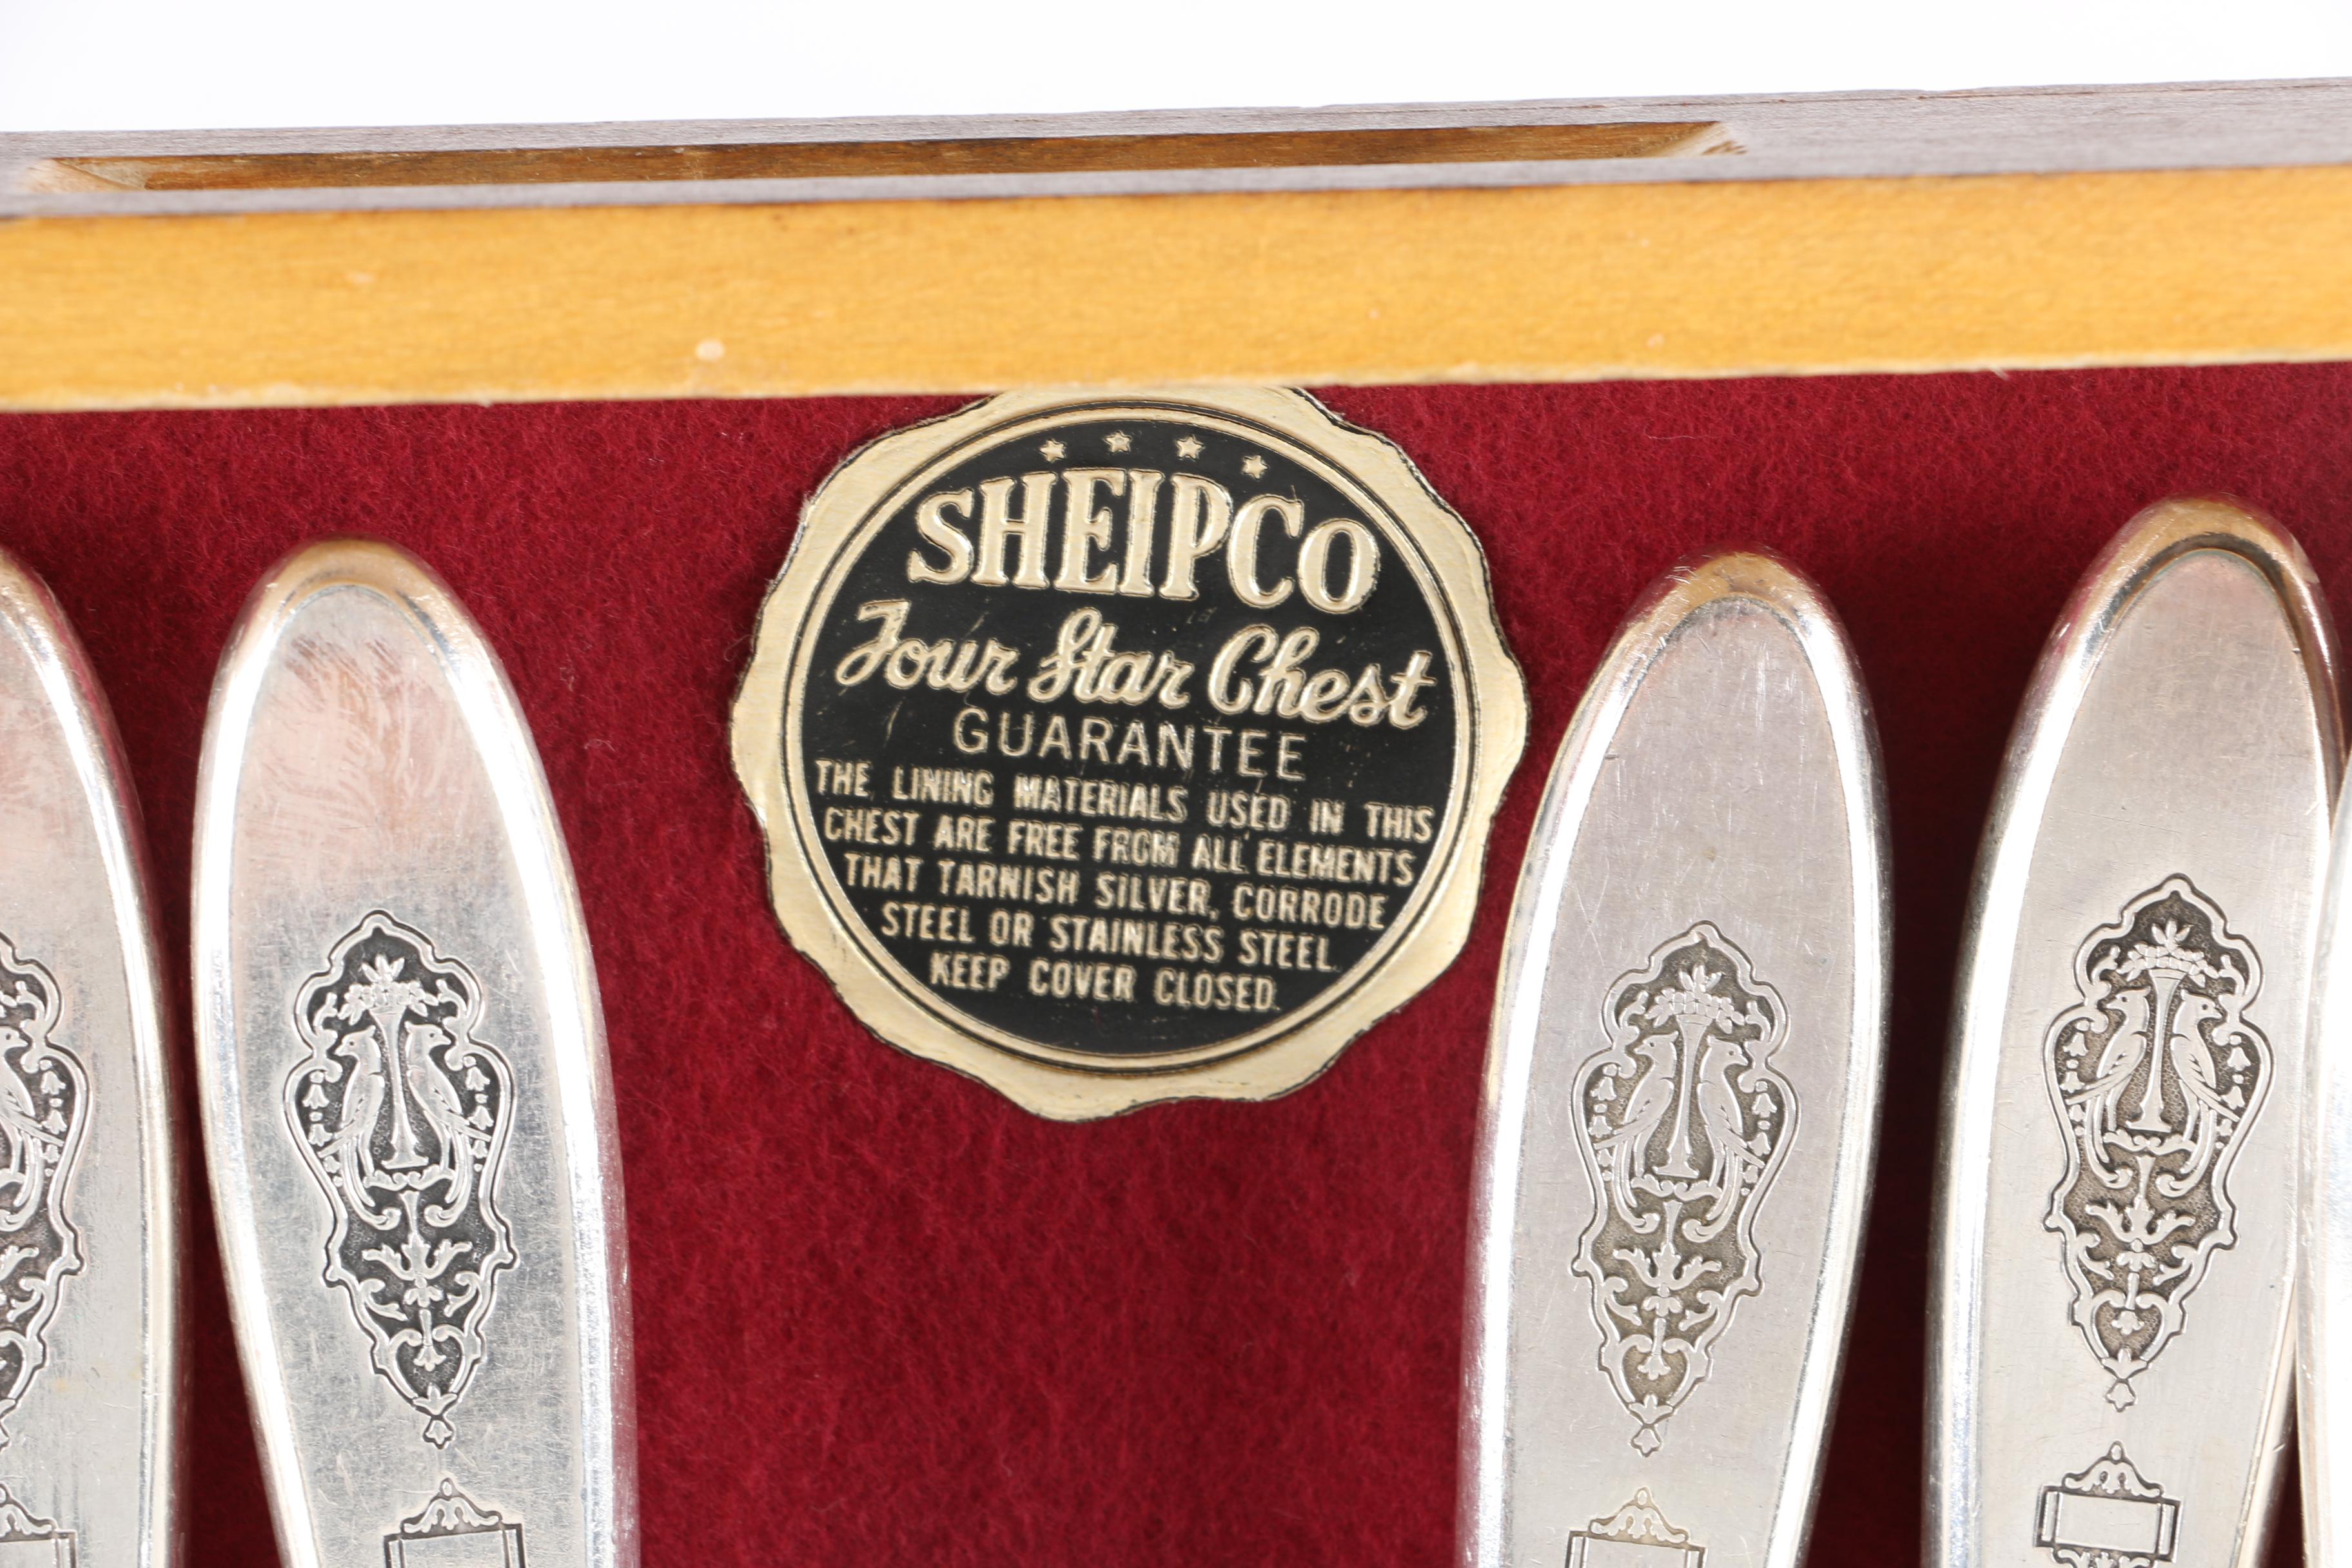 SHEIPCO
Four Star Chest
GUARANTEE
THE LINING MATERIALS USED IN THIS
CHEST ARE FREE FROM ALL ELEMENTS
THAT TARNISH SILVER, CORRODE
STEEL OR STAINLESS STEEL.
KEEP COVER CLOSED.